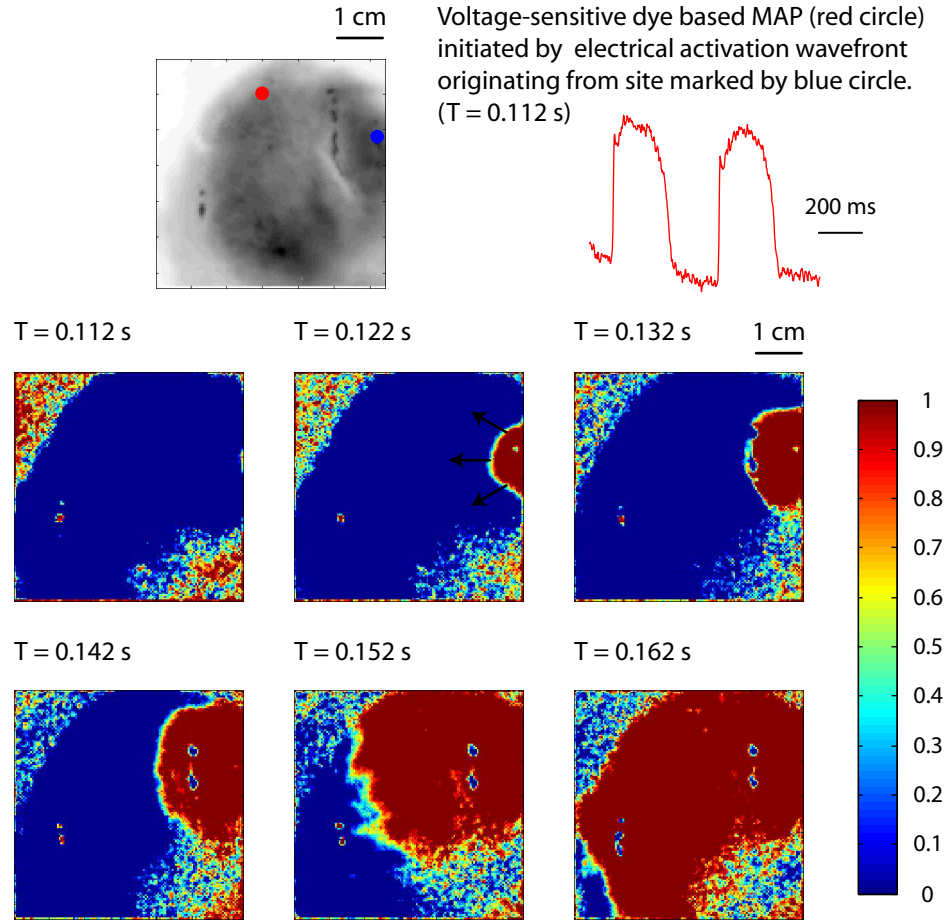 1 cm
Voltage-sensitive dye based MAP (red circle)
initiated by electrical activation wavefront
originating from site marked by blue circle.
(T = 0.112 s)
200 ms
T = 0.112 s
T = 0.122 s
T = 0.132 s
1 cm
1
0.9
0.8
0.7
0.6
0.5
0.4
0.3
0.2
0.1
0
T = 0.142 s
T = 0.152 s
T = 0.162 s